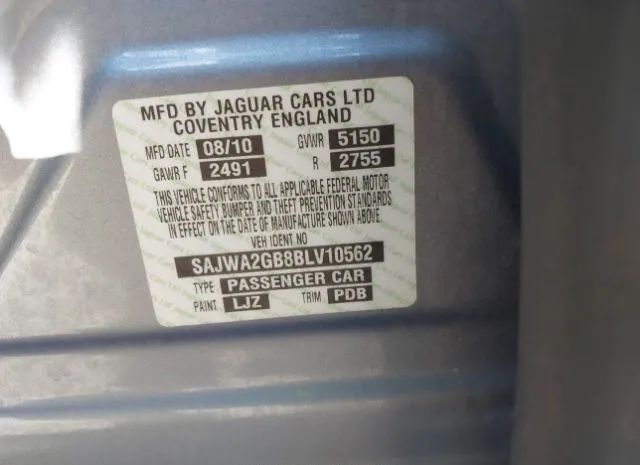 MFD BY JAGUAR CARS LTD
COVENTRY ENGLAND
MFD DATE 08/10 GVWR 5150
GAWR F 2491 R 2755
THIS VEHICLE CONFORMS TO ALL APPLICABLE FEDERAL MOTOR
VEHICLE SAFETY BUMPER AND THEFT PREVENTION STANDARDS
IN EFFECT ON THE DATE OF MANUFACTURE SHOWN ABOVE.
VEH IDENT NO
SAJWA2GB8BLV10562
TYPE PASSENGER CAR
PAINT LJZ TRIM PDB